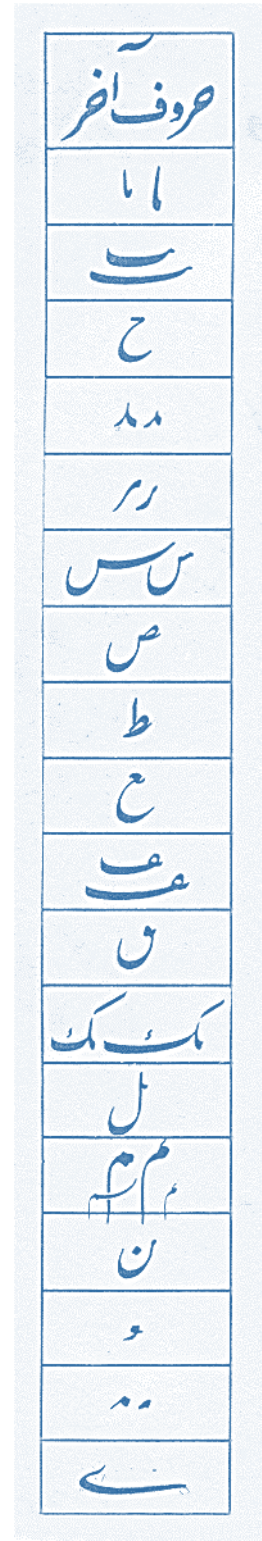 حروف آخر
ا ا
ب ب
ح
د د
ر ر
س س
ص
ط
ع
ف ف
ق
ک ک
ل
م م م م
ن
و
ه ه
ے